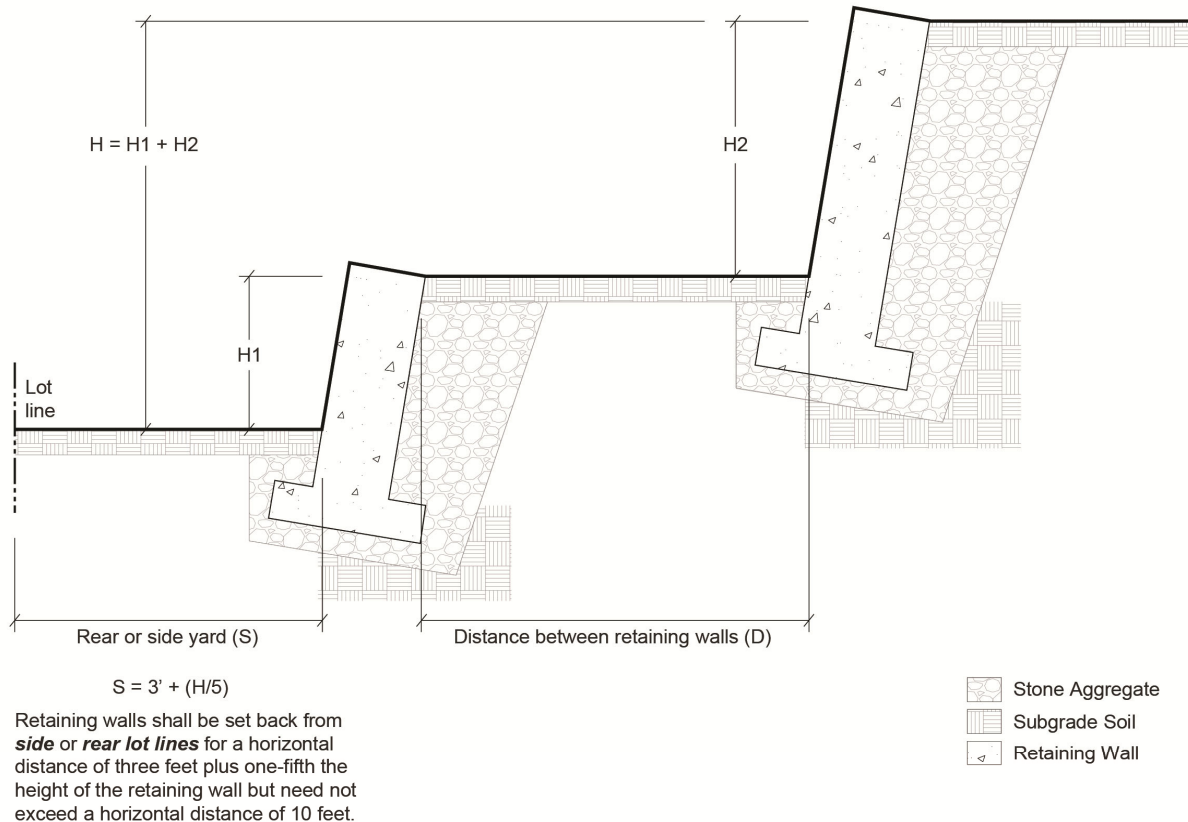 H = H1 + H2
H2
H1
Lot
line
Rear or side yard (S)
Distance between retaining walls (D)
S = 3’ + (H/5)
Retaining walls shall be set back from
side or rear lot lines for a horizontal
distance of three feet plus one-fifth the
height of the retaining wall but need not
exceed a horizontal distance of 10 feet.
Stone Aggregate
Subgrade Soil
Retaining Wall